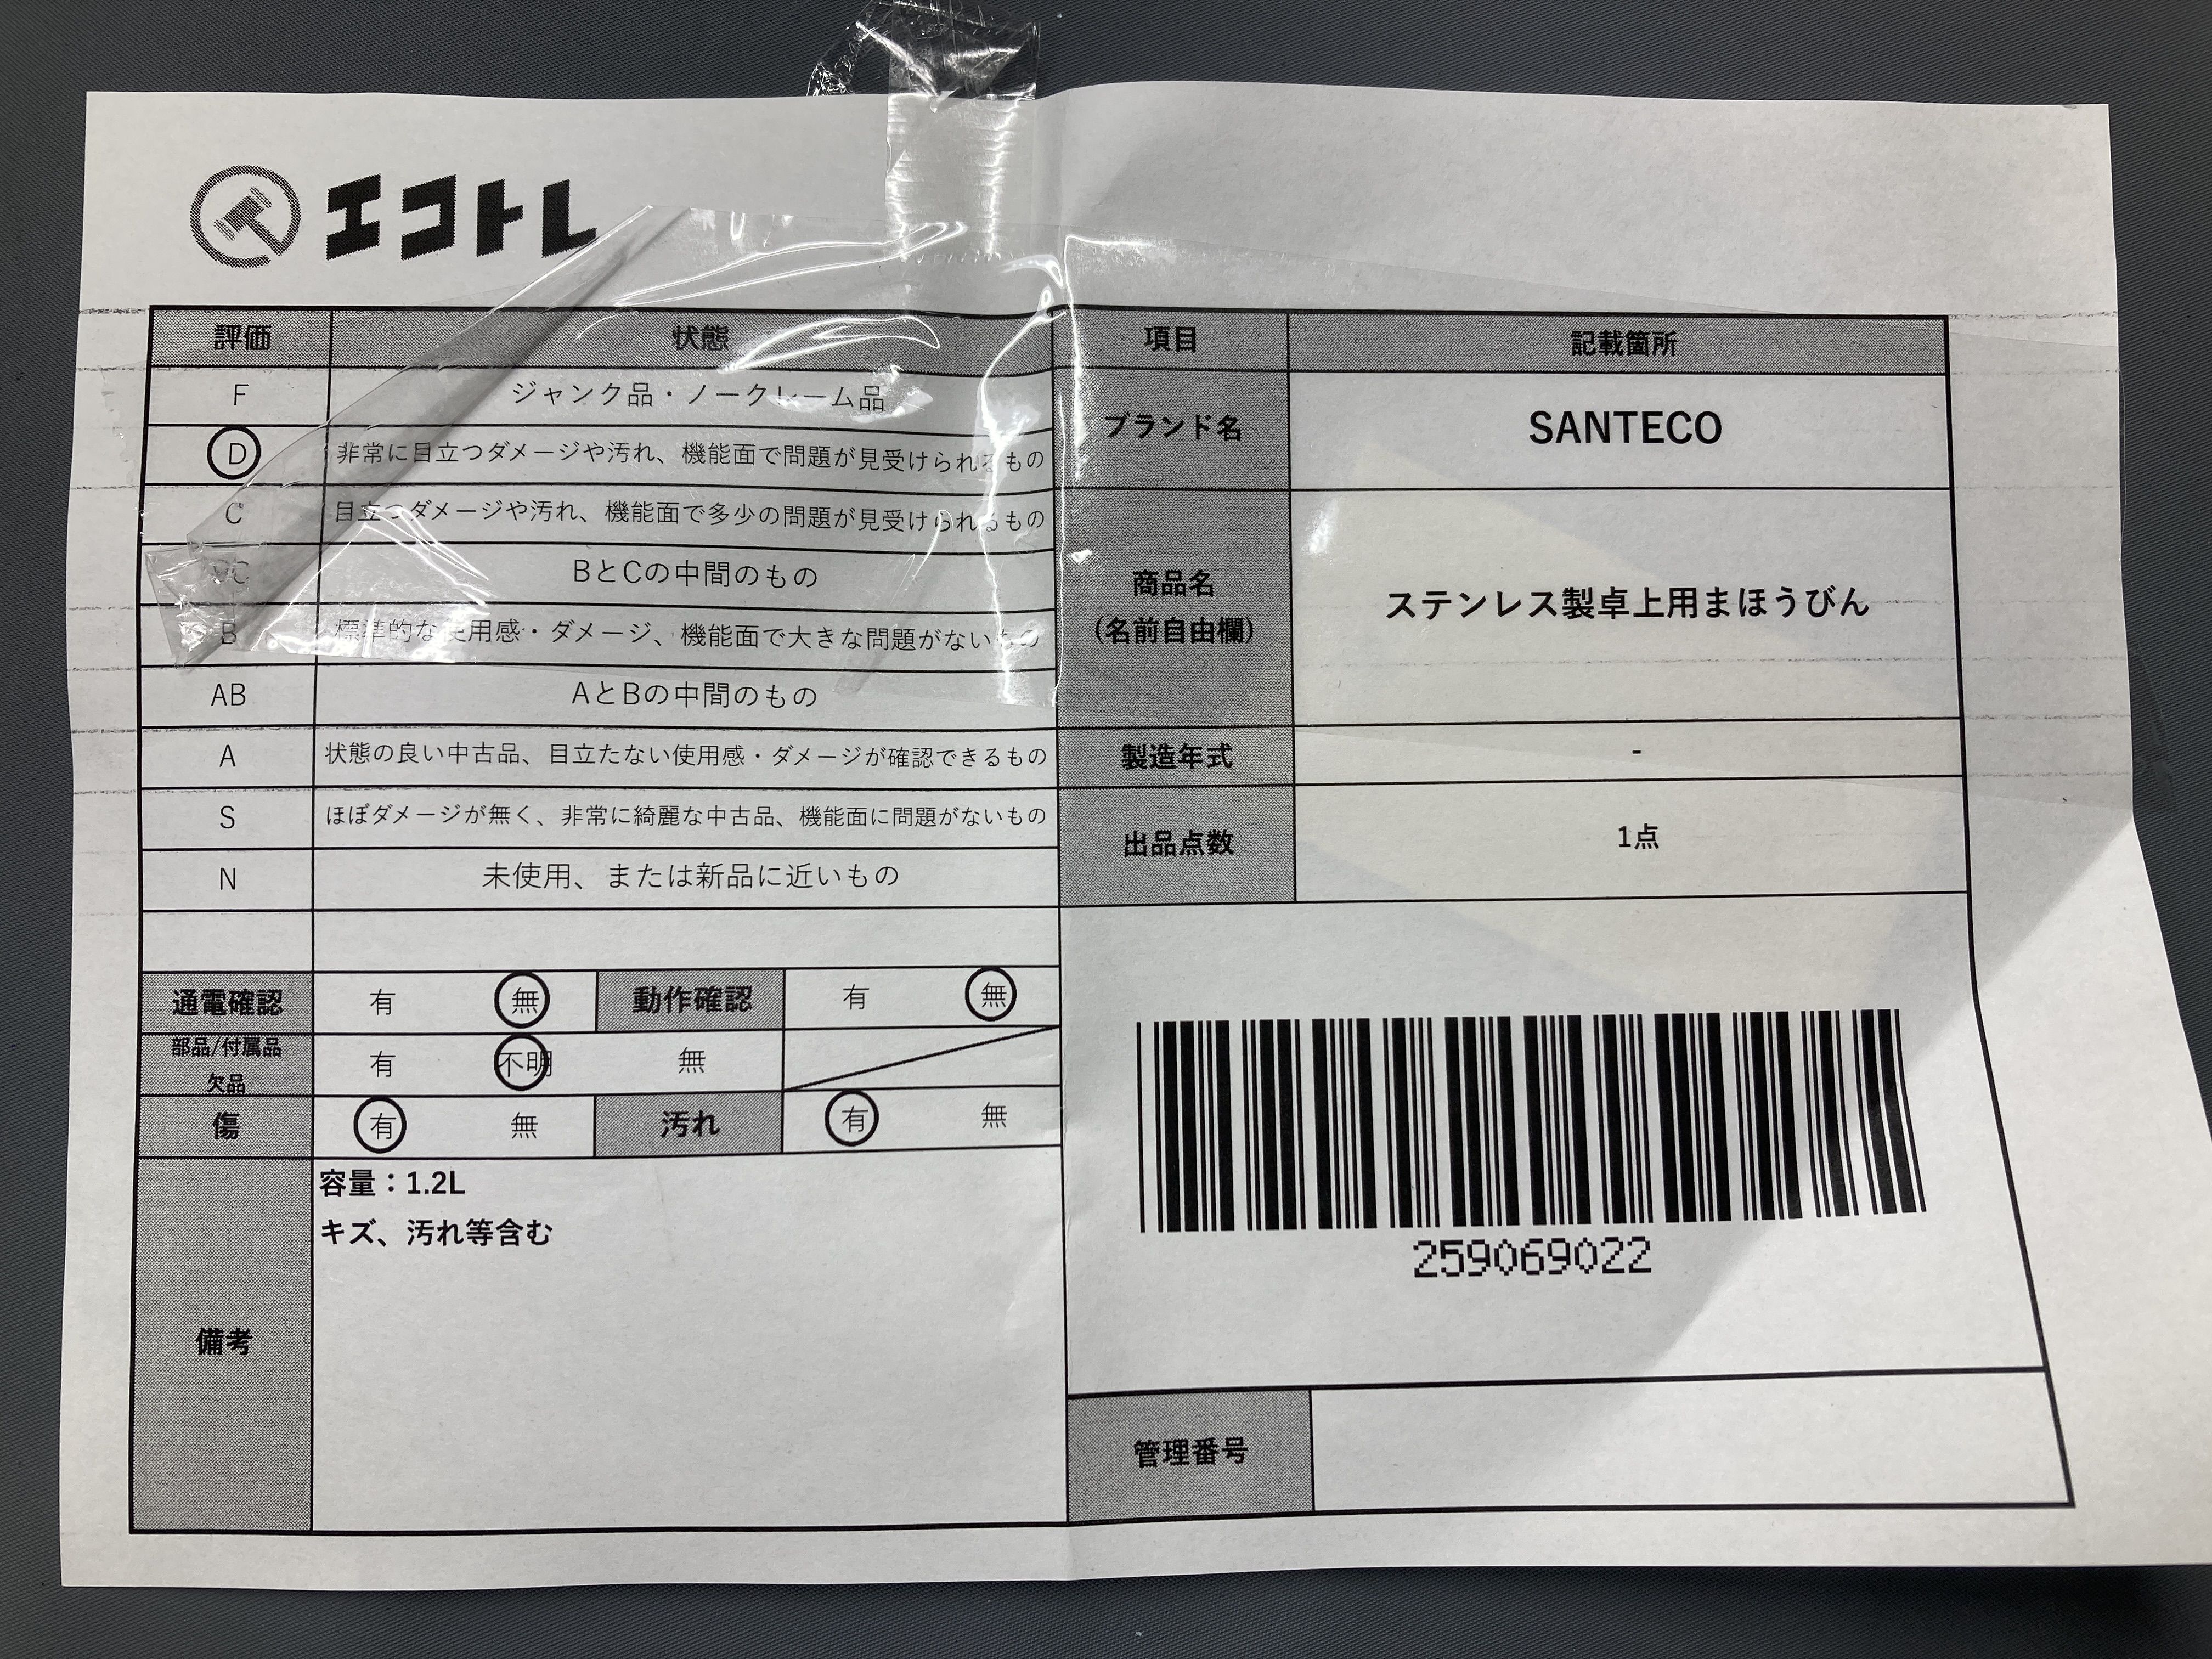 エコトレ
評価 状態 項目 記載箇所
F ジャンク品・ノークレーム品
D 非常に目立つダメージや汚れ、機能面で問題が見受けられるもの
C 目立つダメージや汚れ、機能面で多少の問題が見受けられるもの
BC BとCの中間のもの
B 標準的な使用感・ダメージ、機能面で大きな問題がないもの
AB AとBの中間のもの
A 状態の良い中古品、目立たない使用感・ダメージが確認できるもの
S ほぼダメージが無く、非常に綺麗な中古品、機能面に問題がないもの
N 未使用、または新品に近いもの
通電確認 有 無 動作確認 有 無
部品/付属品
欠品
有 不明 無
傷 有 無 汚れ 有 無
備考
容量：1.2L
キズ、汚れ等含む
ブランド名 SANTECO
商品名
(名前自由欄)
ステンレス製卓上用まほうびん
製造年式 -
出品点数 1点
259069022
管理番号